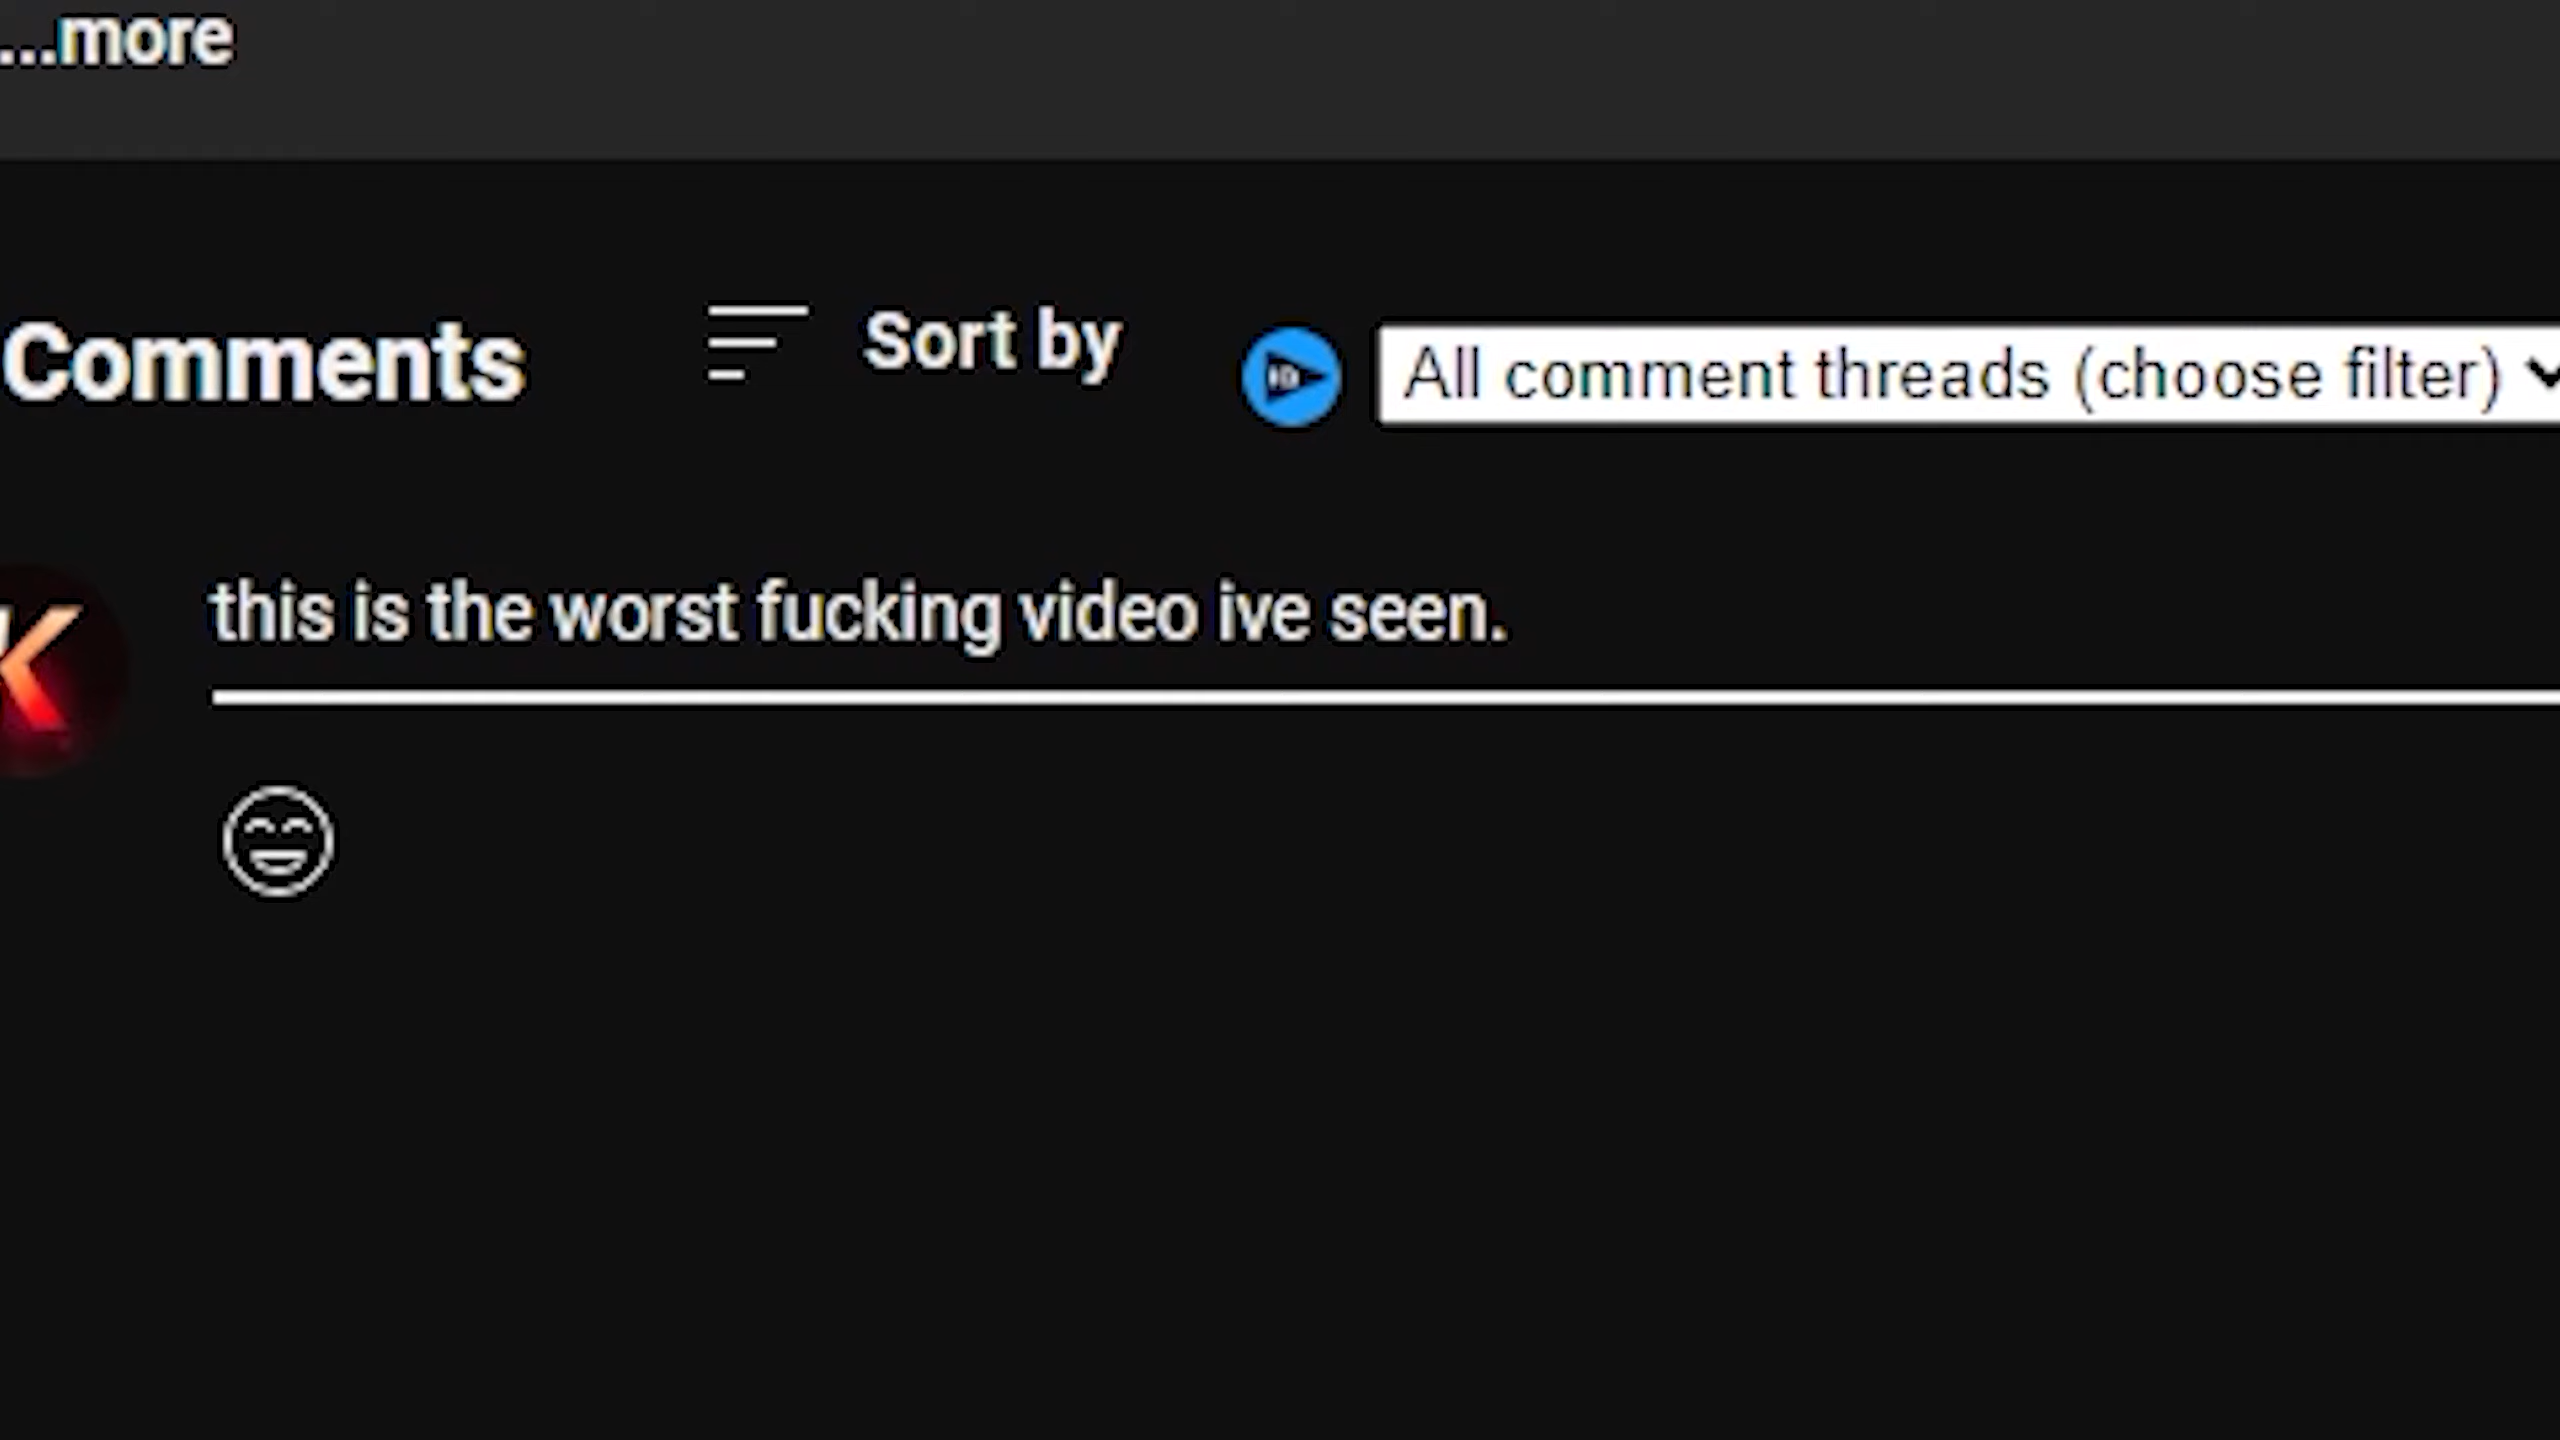 ...more
Comments
Sort by
All comment threads (choose filter)
this is the worst fucking video ive seen.
K